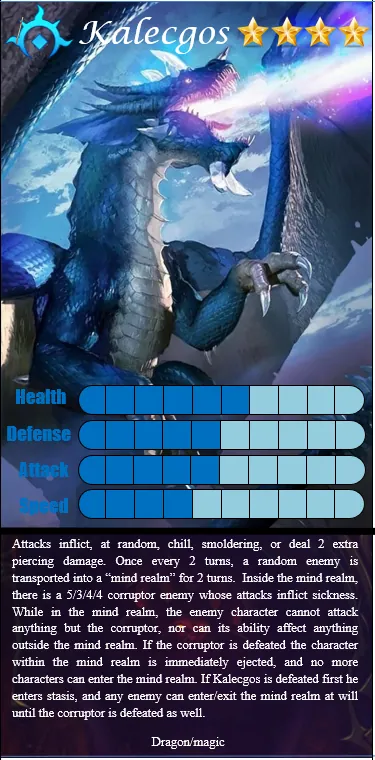 Kalecgos
Health
Defense
Attack
Speed
Attacks inflict, at random, chill, smoldering, or deal 2 extra
piercing damage. Once every 2 turns, a random enemy is
transported into a “mind realm” for 2 turns. Inside the mind realm,
there is a 5/3/4/4 corruptor enemy whose attacks inflict sickness.
While in the mind realm, the enemy character cannot attack
anything but the corruptor, nor can its ability affect anything
outside the mind realm. If the corruptor is defeated the character
within the mind realm is immediately ejected, and no more
characters can enter the mind realm. If Kalecgos is defeated first he
enters stasis, and any enemy can enter/exit the mind realm at will
until the corruptor is defeated as well.
Dragon/magic